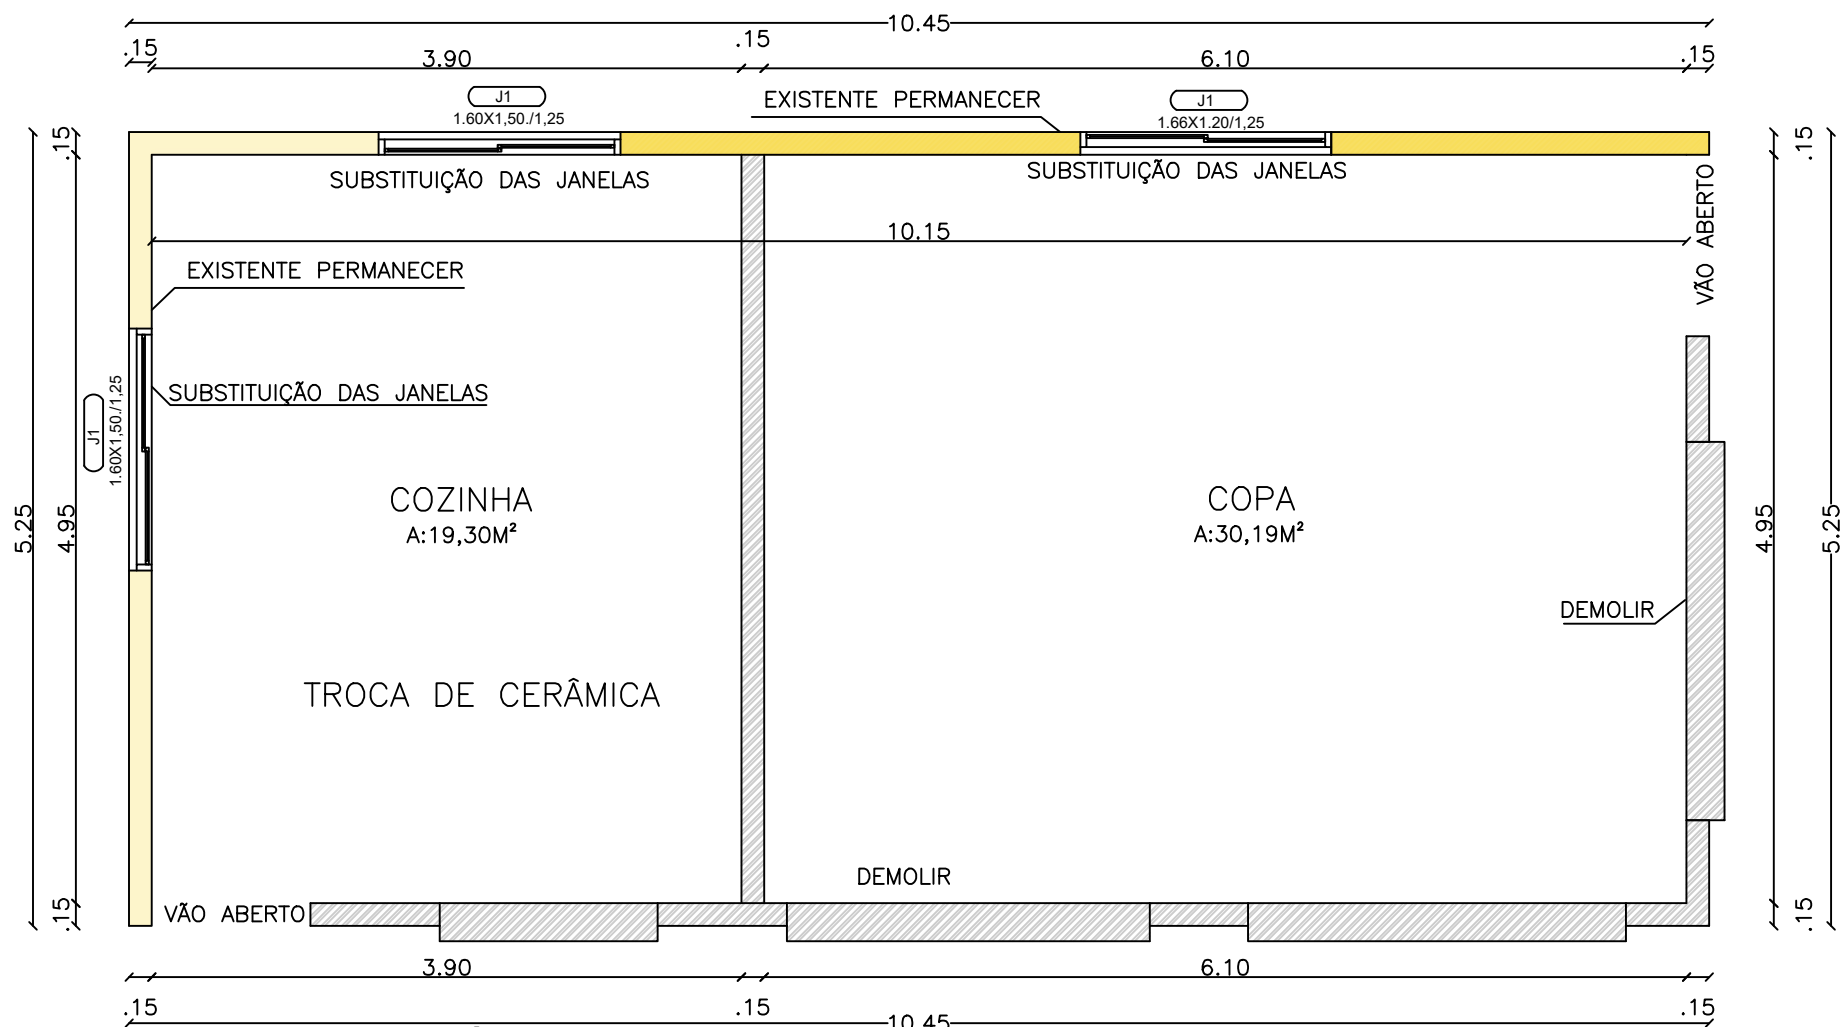 10.45
.15
3.90
.15
6.10
.15
J1
1.60X1,50./1,25
EXISTENTE PERMANECER
J1
1.66X1.20/1,25
.15
.15
SUBSTITUIÇÃO DAS JANELAS
SUBSTITUIÇÃO DAS JANELAS
VÃO ABERTO
10.15
EXISTENTE PERMANECER
SUBSTITUIÇÃO DAS JANELAS
J1
1.60X1,50./1,25
COZINHA
A:19,30M²
COPA
A:30,19M²
5.25
4.95
4.95
5.25
DEMOLIR
TROCA DE CERÂMICA
DEMOLIR
.15
VÃO ABERTO
.15
3.90
6.10
.15
.15
.15
10.45